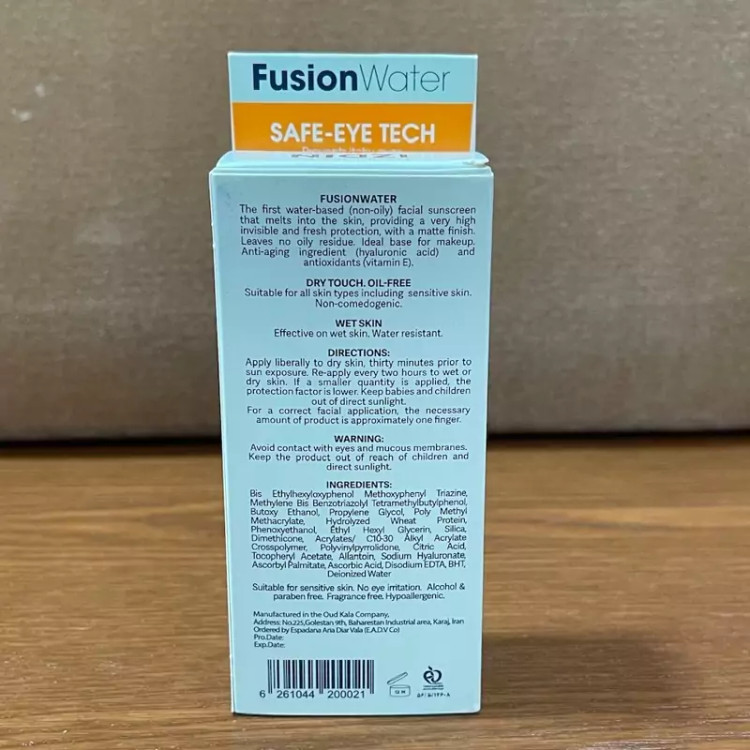 FusionWater
SAFE-EYE TECH
FUSIONWATER
The first water-based (non-oily) facial sunscreen
that melts into the skin, providing a very high
invisible and fresh protection, with a matte finish.
Leaves no oily residue. Ideal base for makeup.
Anti-aging ingredient (hyaluronic acid) and
antioxidants (vitamin E).
DRY TOUCH. OIL-FREE
Suitable for all skin types including sensitive skin.
Non-comedogenic.
WET SKIN
Effective on wet skin. Water resistant.
DIRECTIONS:
Apply liberally to dry skin, thirty minutes prior to
sun exposure. Re-apply every two hours to wet or
dry skin. If a smaller quantity is applied, the
protection factor is lower. Keep babies and children
out of direct sunlight.
For a correct facial application, the necessary
amount of product is approximately one finger.
WARNING:
Avoid contact with eyes and mucous membranes.
Keep the product out of reach of children and
direct sunlight.
INGREDIENTS:
Bis Ethylhexyloxyphenol Methoxyphenyl Triazine,
Methylene Bis Benzotriazolyl Tetramethylbutylphenol,
Butoxy Ethanol, Propylene Glycol, Poly Methyl
Methacrylate, Hydrolyzed Wheat Protein,
Phenoxyethanol, Ethyl Hexyl Glycerin, Silica,
Dimethicone, Acrylates/ C10-30 Alkyl Acrylate
Crosspolymer, Polyvinylpyrrolidone, Citric Acid,
Tocopheryl Acetate, Allantoin, Sodium Hyaluronate,
Ascorbyl Palmitate, Ascorbic Acid, Disodium EDTA, BHT,
Deionized Water
Suitable for sensitive skin. No eye irritation. Alcohol &
paraben free. Fragrance free. Hypoallergenic.
Manufactured in the Oud Kala Company,
Address: No.225,Golestan 9th, Baharestan Industrial area, Karaj, Iran
Ordered by Espadana Aria Diar Vala (E.A.D.V Co)
Pro.Date:
Exp.Date:
6 261044 200021
12 M